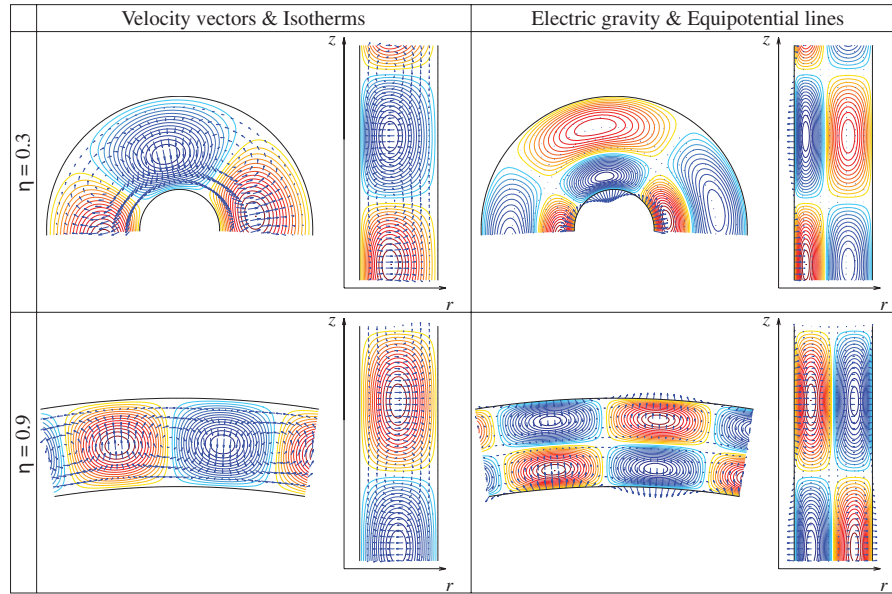 Velocity vectors & Isotherms
Electric gravity & Equipotential lines
η = 0.3
z
r
z
r
η = 0.9
z
r
z
r